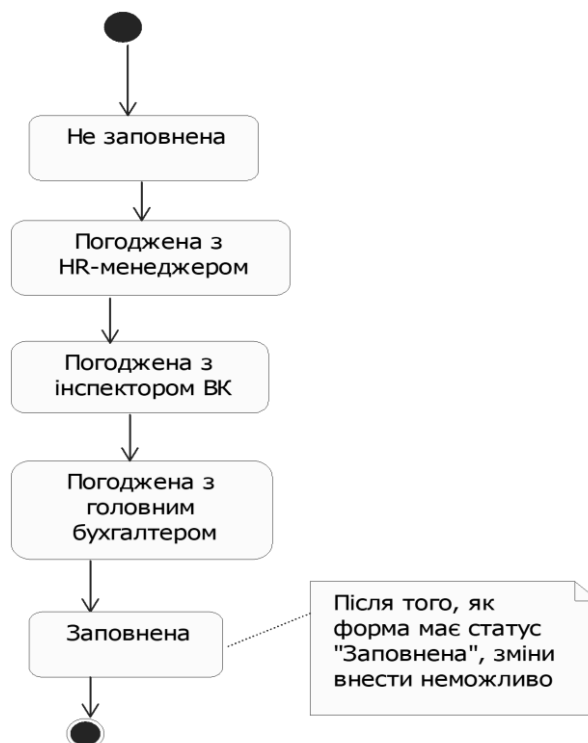 Не заповнена
Погоджена з
HR-менеджером
Погоджена з
інспектором ВК
Погоджена з
головним
бухгалтером
Заповнена
Після того, як
форма має статус
"Заповнена", зміни
внести неможливо